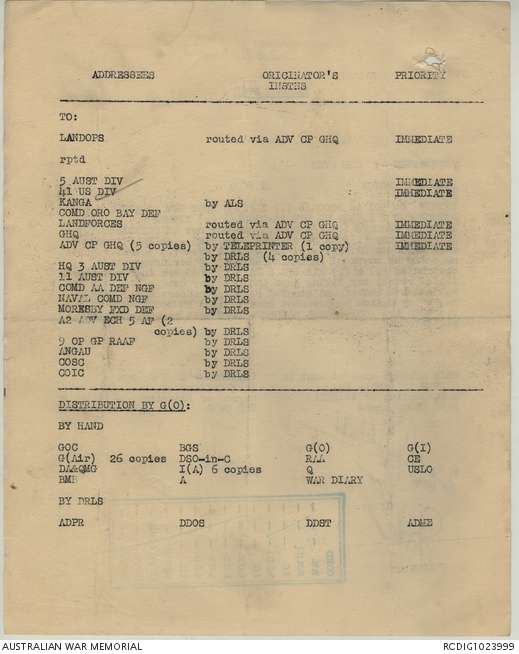 ADDRESSEES ORIGINATOR'S PRIORITY
INSTNS
TO:
LANDOPS routed via ADV CP GHQ IMMEDIATE
rptd
5 AUST DIV IMMEDIATE
41 US DIV IMMEDIATE
KANGA by ALS
COMD ORO BAY DEF
LANDFORCES routed via ADV CP GHQ IMMEDIATE
GHQ routed via ADV CP GHQ IMMEDIATE
ADV CP GHQ (5 copies) by TELEPRINTER (1 copy) IMMEDIATE
by DRLS (4 copies)
HQ 3 AUST DIV by DRLS
11 AUST DIV by DRLS
COMD AA DEF NGF by DRLS
NAVAL COMD NGF by DRLS
MORESBY FXD DEF by DRLS
A2 ADV ECH 5 AF (2
copies) by DRLS
9 OP GP RAAF by DRLS
ANGAU by DRLS
COSC by DRLS
COIC by DRLS
DISTRIBUTION BY G(O):
BY HAND
GOC BGS G(O) G(I)
G(Air) 26 copies DSO-in-C RAA CE
DA&QMG I(A) 6 copies Q USLO
BMB A WAR DIARY
BY DRLS
ADPR DDOS DDST ADME
AUSTRALIAN WAR MEMORIAL RCDIG1023999